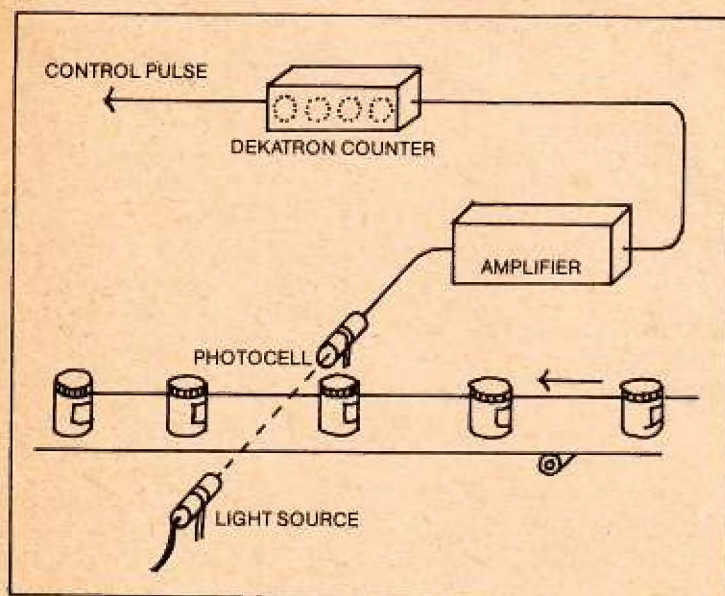 CONTROL PULSE
DEKATRON COUNTER
AMPLIFIER
PHOTOCELL
LIGHT SOURCE